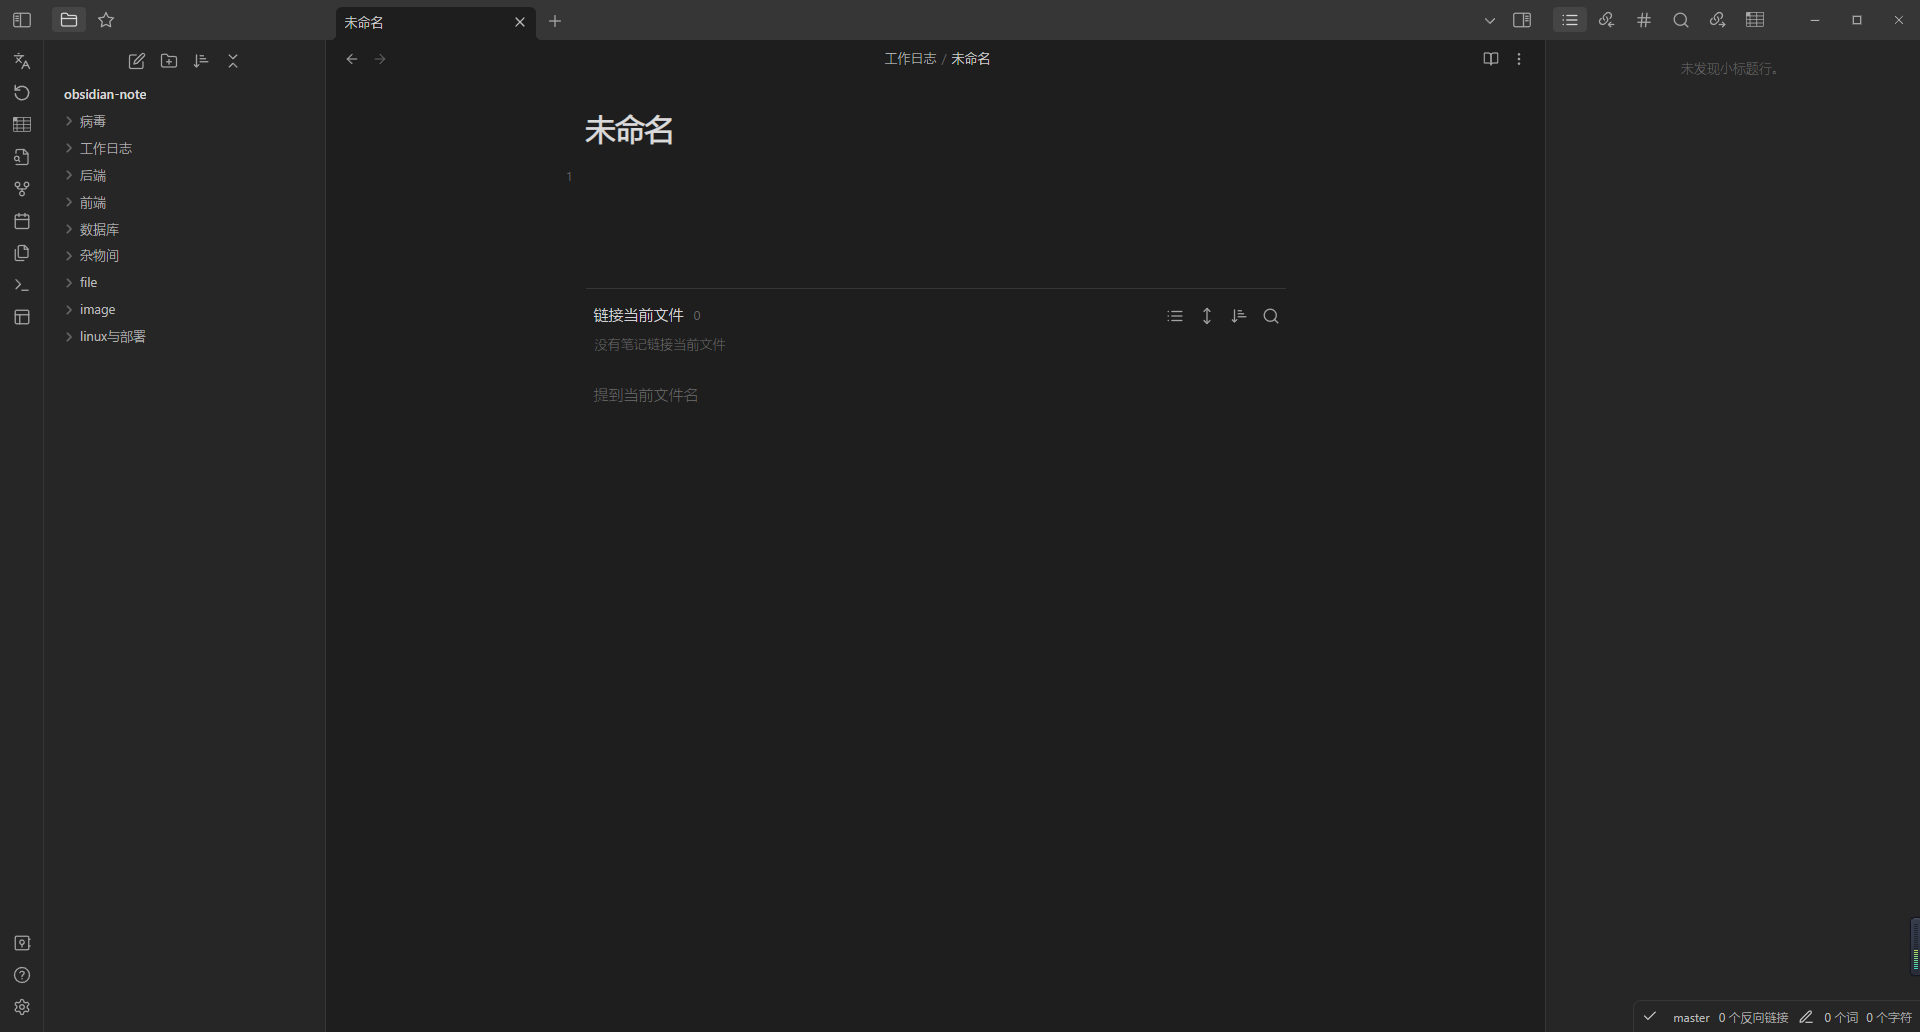 未命名
obsidian-note
病毒
工作日志
后端
前端
数据库
杂物间
file
image
linux与部署
工作日志 / 未命名
未命名
1
链接当前文件 0
没有笔记链接当前文件
提到当前文件名
未发现小标题行。
master 0 个反向链接 0 个词 0 个字符